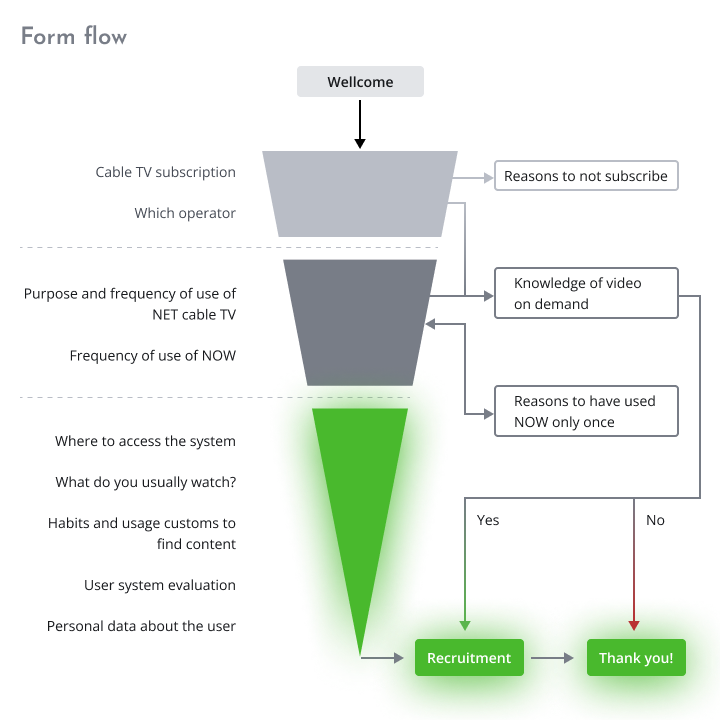 Form flow
Wellcome
Cable TV subscription
Which operator
Reasons to not subscribe
Purpose and frequency of use of
NET cable TV
Frequency of use of NOW
Knowledge of video
on demand
Reasons to have used
NOW only once
Where to access the system
What do you usually watch?
Habits and usage customs to
find content
User system evaluation
Personal data about the user
Yes
No
Recruitment
Thank you!